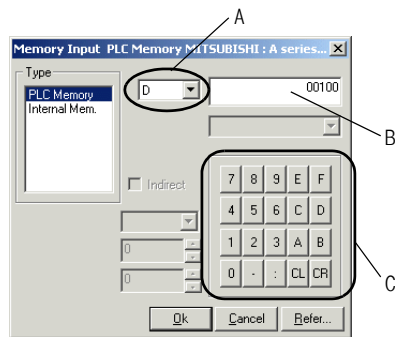 A
Memory Input PLC Memory MITSUBISHI : A series...
Type
PLC Memory
Internal Mem.
D
00100
B
Indirect
7 8 9 E F
4 5 6 C D
1 2 3 A B
0 - : CL CR
0
0
C
Ok Cancel Refer...